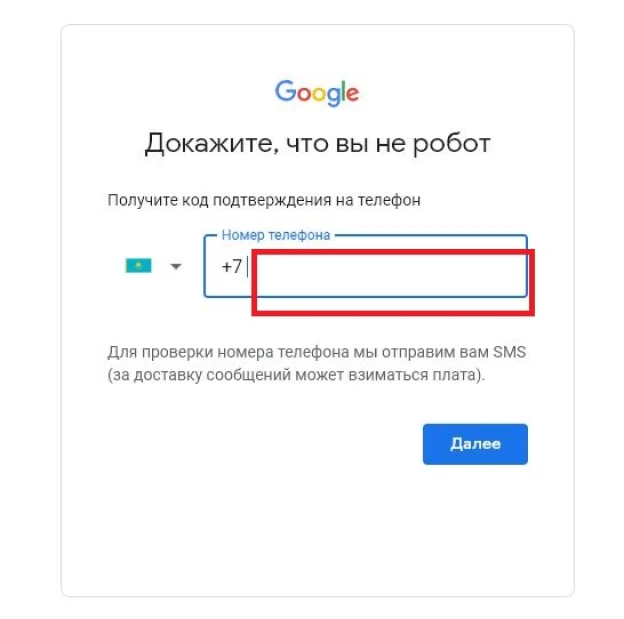 Google
Докажите, что вы не робот
Получите код подтверждения на телефон
Номер телефона
+7
Для проверки номера телефона мы отправим вам SMS
(за доставку сообщений может взиматься плата).
Далее